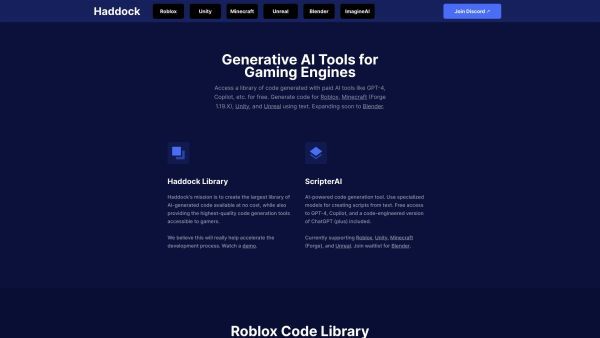 Haddock
Roblox
Unity
Minecraft
Unreal
Blender
ImagineAI
Join Discord ↗
Generative AI Tools for
Gaming Engines
Access a library of code generated with paid AI tools like GPT-4,
Copilot, etc. for free. Generate code for Roblox, Minecraft (Forge
1.19.X), Unity, and Unreal using text. Expanding soon to Blender.
Haddock Library
Haddock's mission is to create the largest library of
AI-generated code available at no cost, while also
providing the highest-quality code generation tools
accessible to gamers.
We believe this will really help accelerate the
development process. Watch a demo.
ScripterAI
AI-powered code generation tool. Use specialized
models for creating scripts from text. Free access
to GPT-4, Copilot, and a code-engineered version
of ChatGPT (plus) included.
Currently supporting Roblox, Unity, Minecraft
(Forge), and Unreal. Join waitlist for Blender.
Roblox Code Library